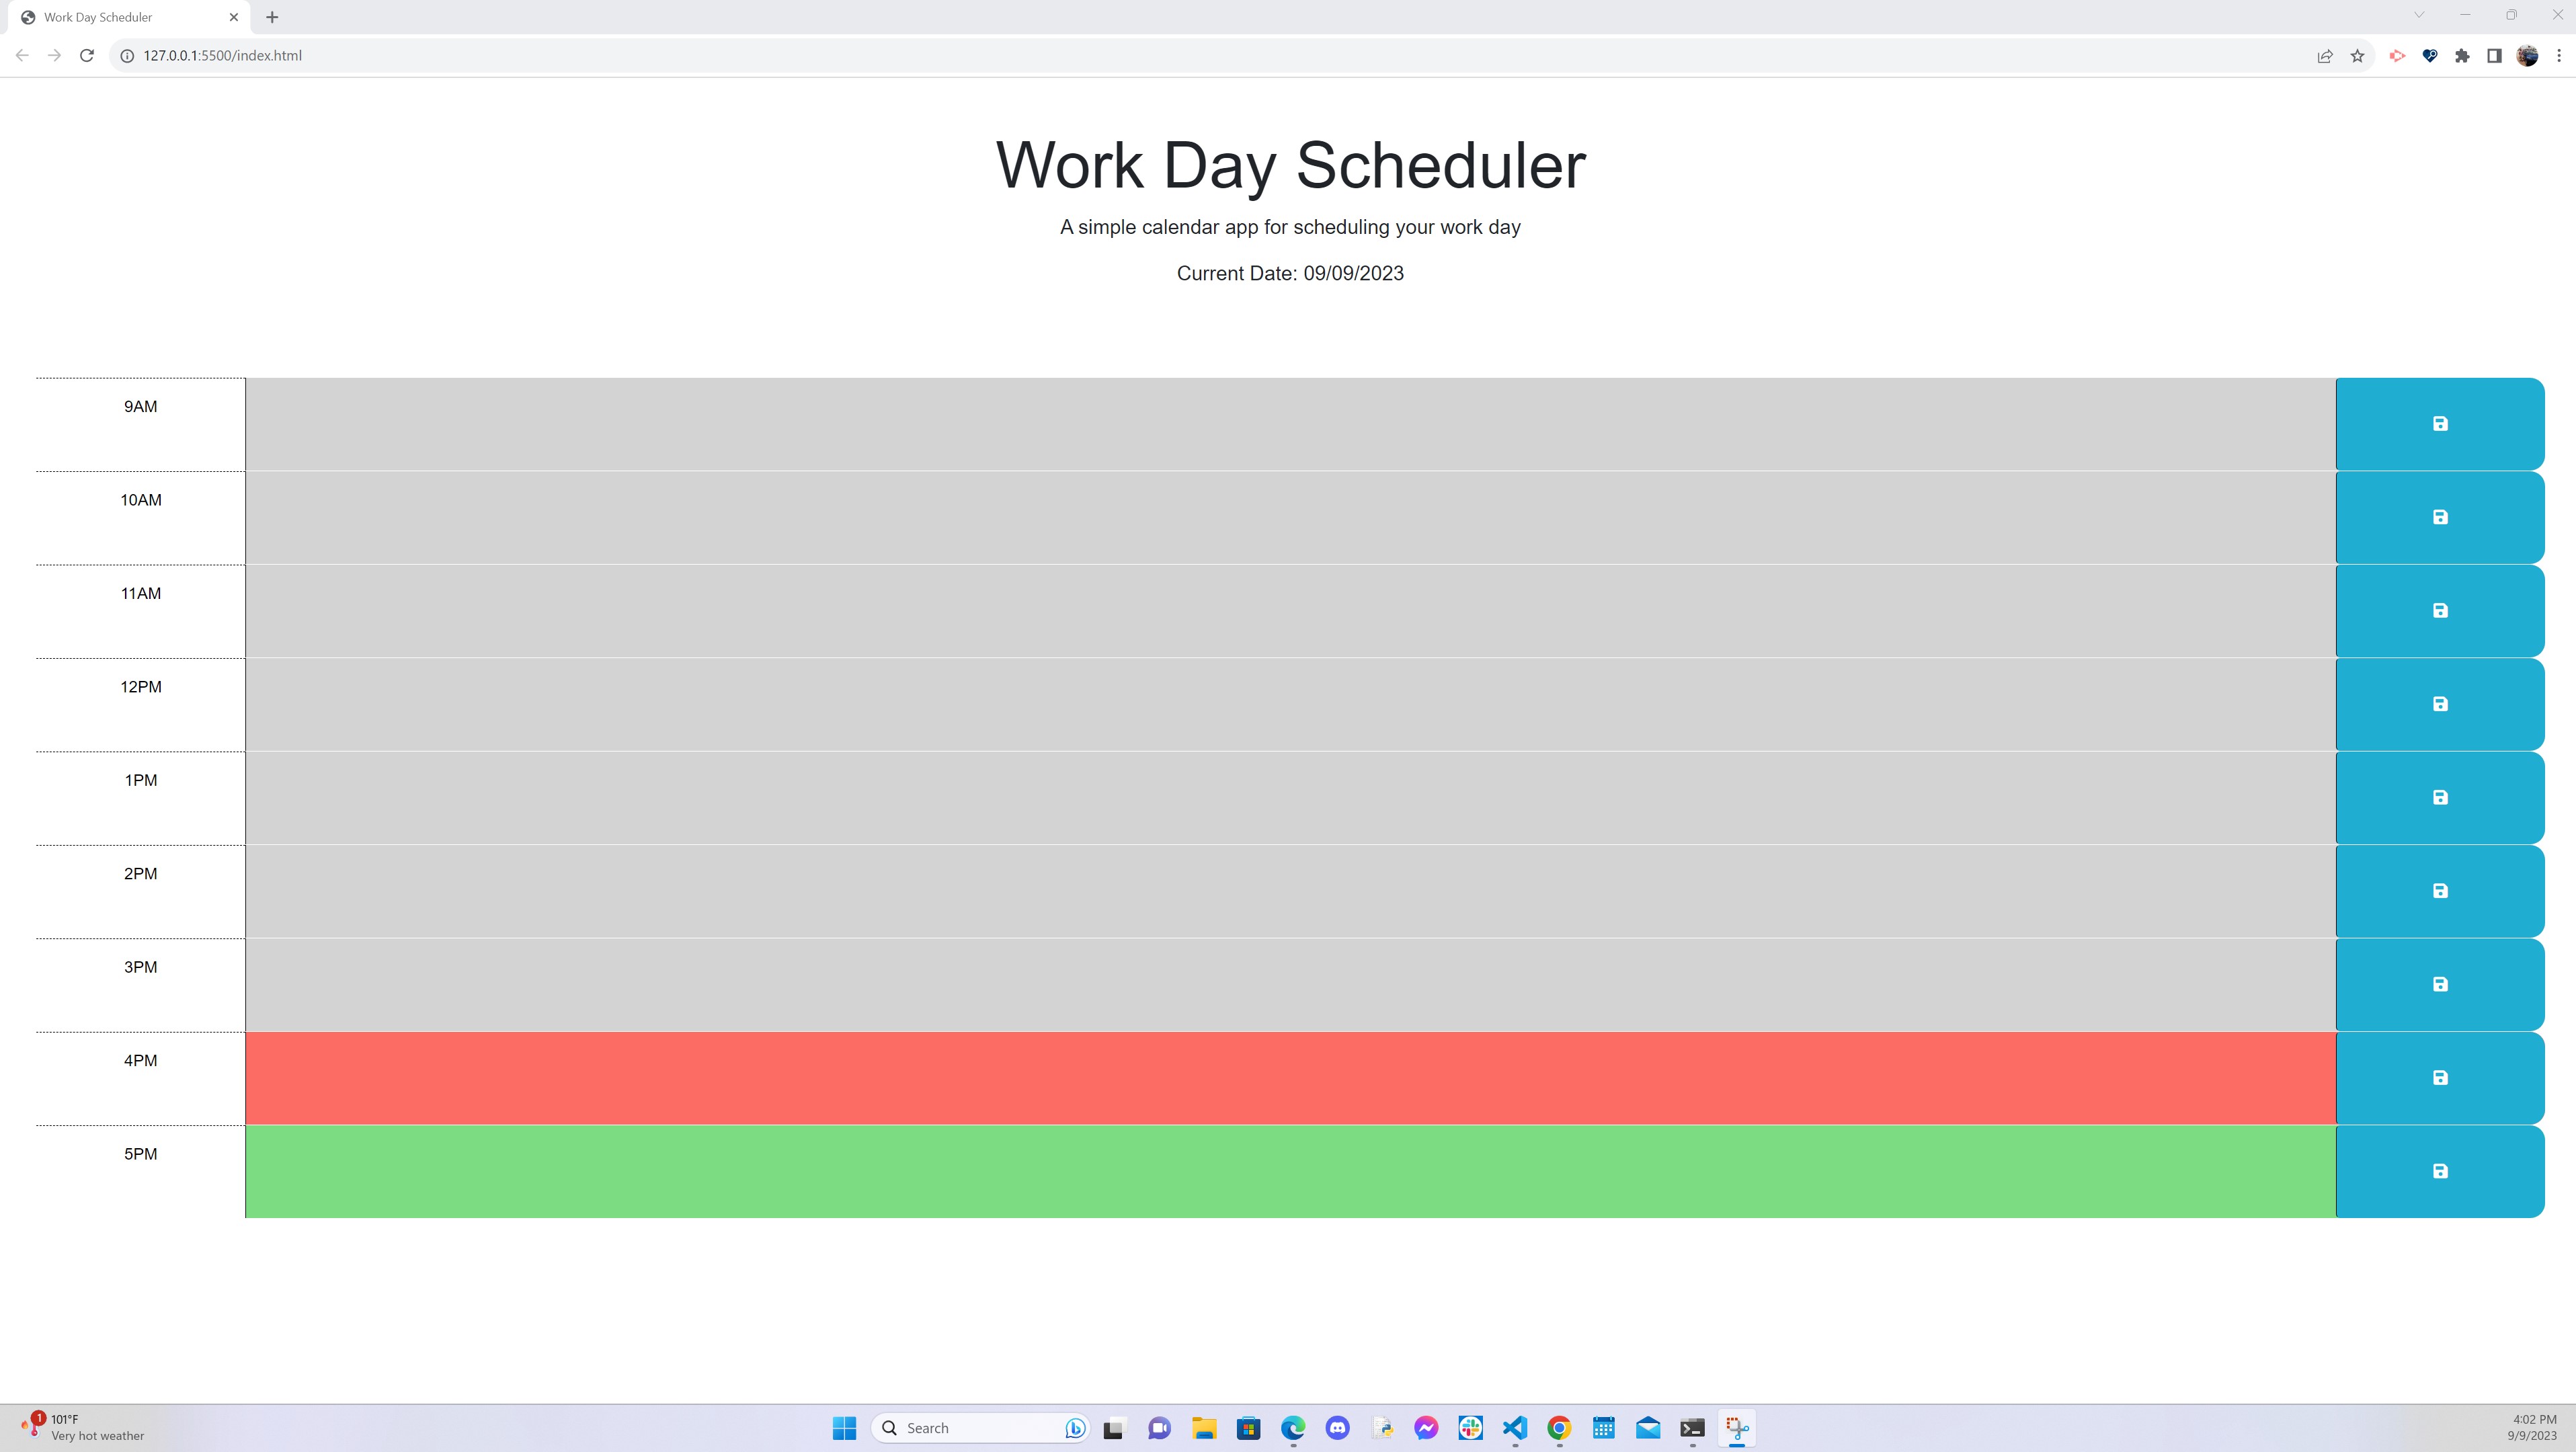 Work Day Scheduler
127.0.0.1:5500/index.html
Work Day Scheduler
A simple calendar app for scheduling your work day
Current Date: 09/09/2023
9AM
10AM
11AM
12PM
1PM
2PM
3PM
4PM
5PM
1
101°F
Very hot weather
Search
4:02 PM
9/9/2023